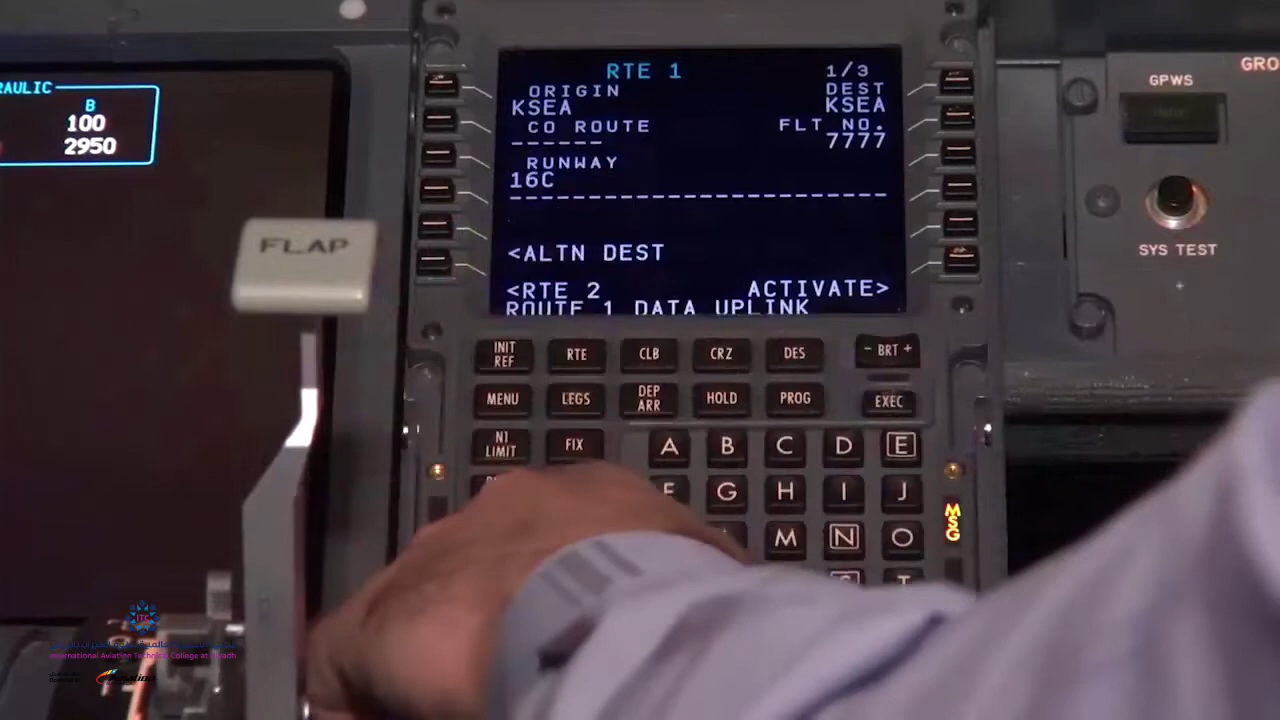 RAULIC
B
100
2950
FLAP
RTE 1 1/3
ORIGIN DEST
KSEA KSEA
CO ROUTE FLT NO.
------ 7777
RUNWAY
16C
<ALTN DEST
<RTE 2 ACTIVATE>
ROUTE 1 DATA UPLINK
INIT REF RTE CLB CRZ DES - BRT +
MENU LEGS DEP ARR HOLD PROG EXEC
N1 LIMIT FIX A B C D E
G H I J
M N O
MSG
GRO
GPWS
SYS TEST
International Aviation Technical College at Riyadh
Aviation